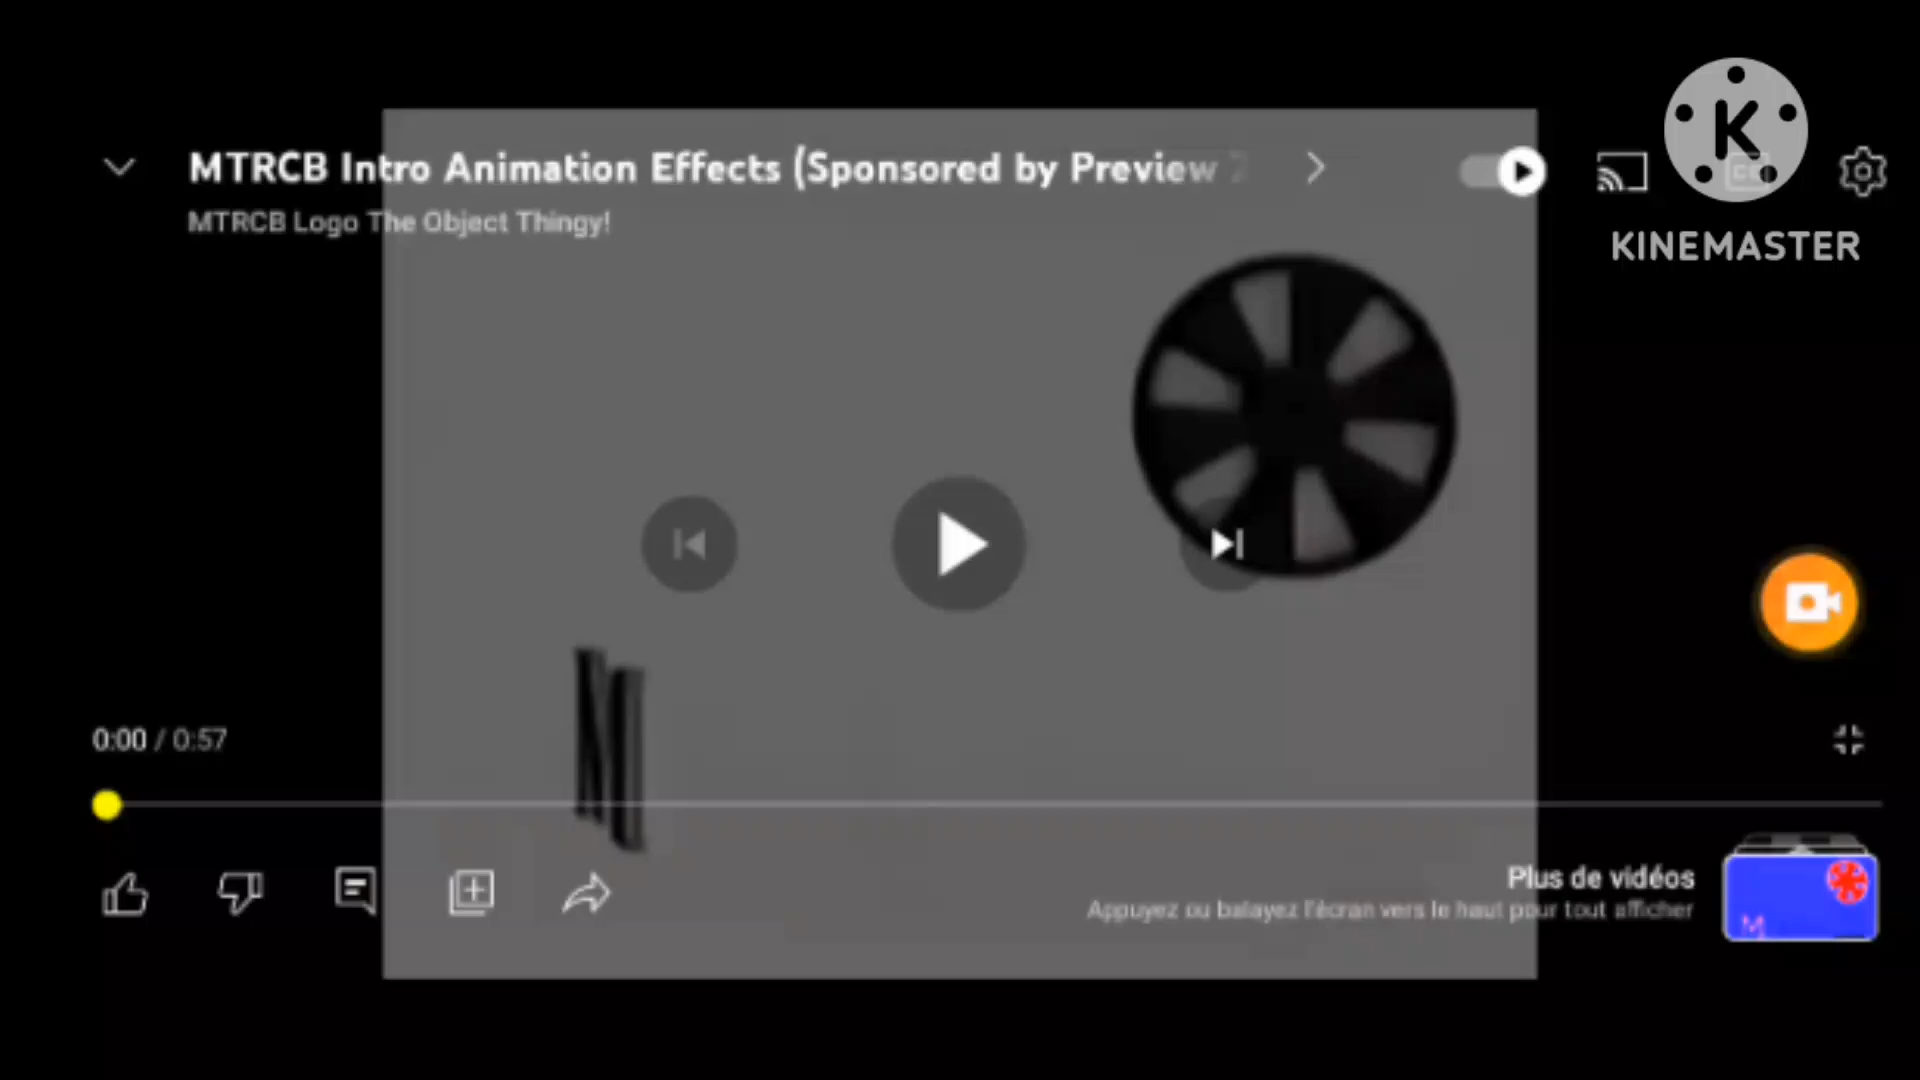 MTRCB Intro Animation Effects (Sponsored by Preview
MTRCB Logo The Object Thingy!
K
KINEMASTER
0:00 / 0:57
Plus de vidéos
Appuyez ou balayez l'écran vers le haut pour tout afficher
M